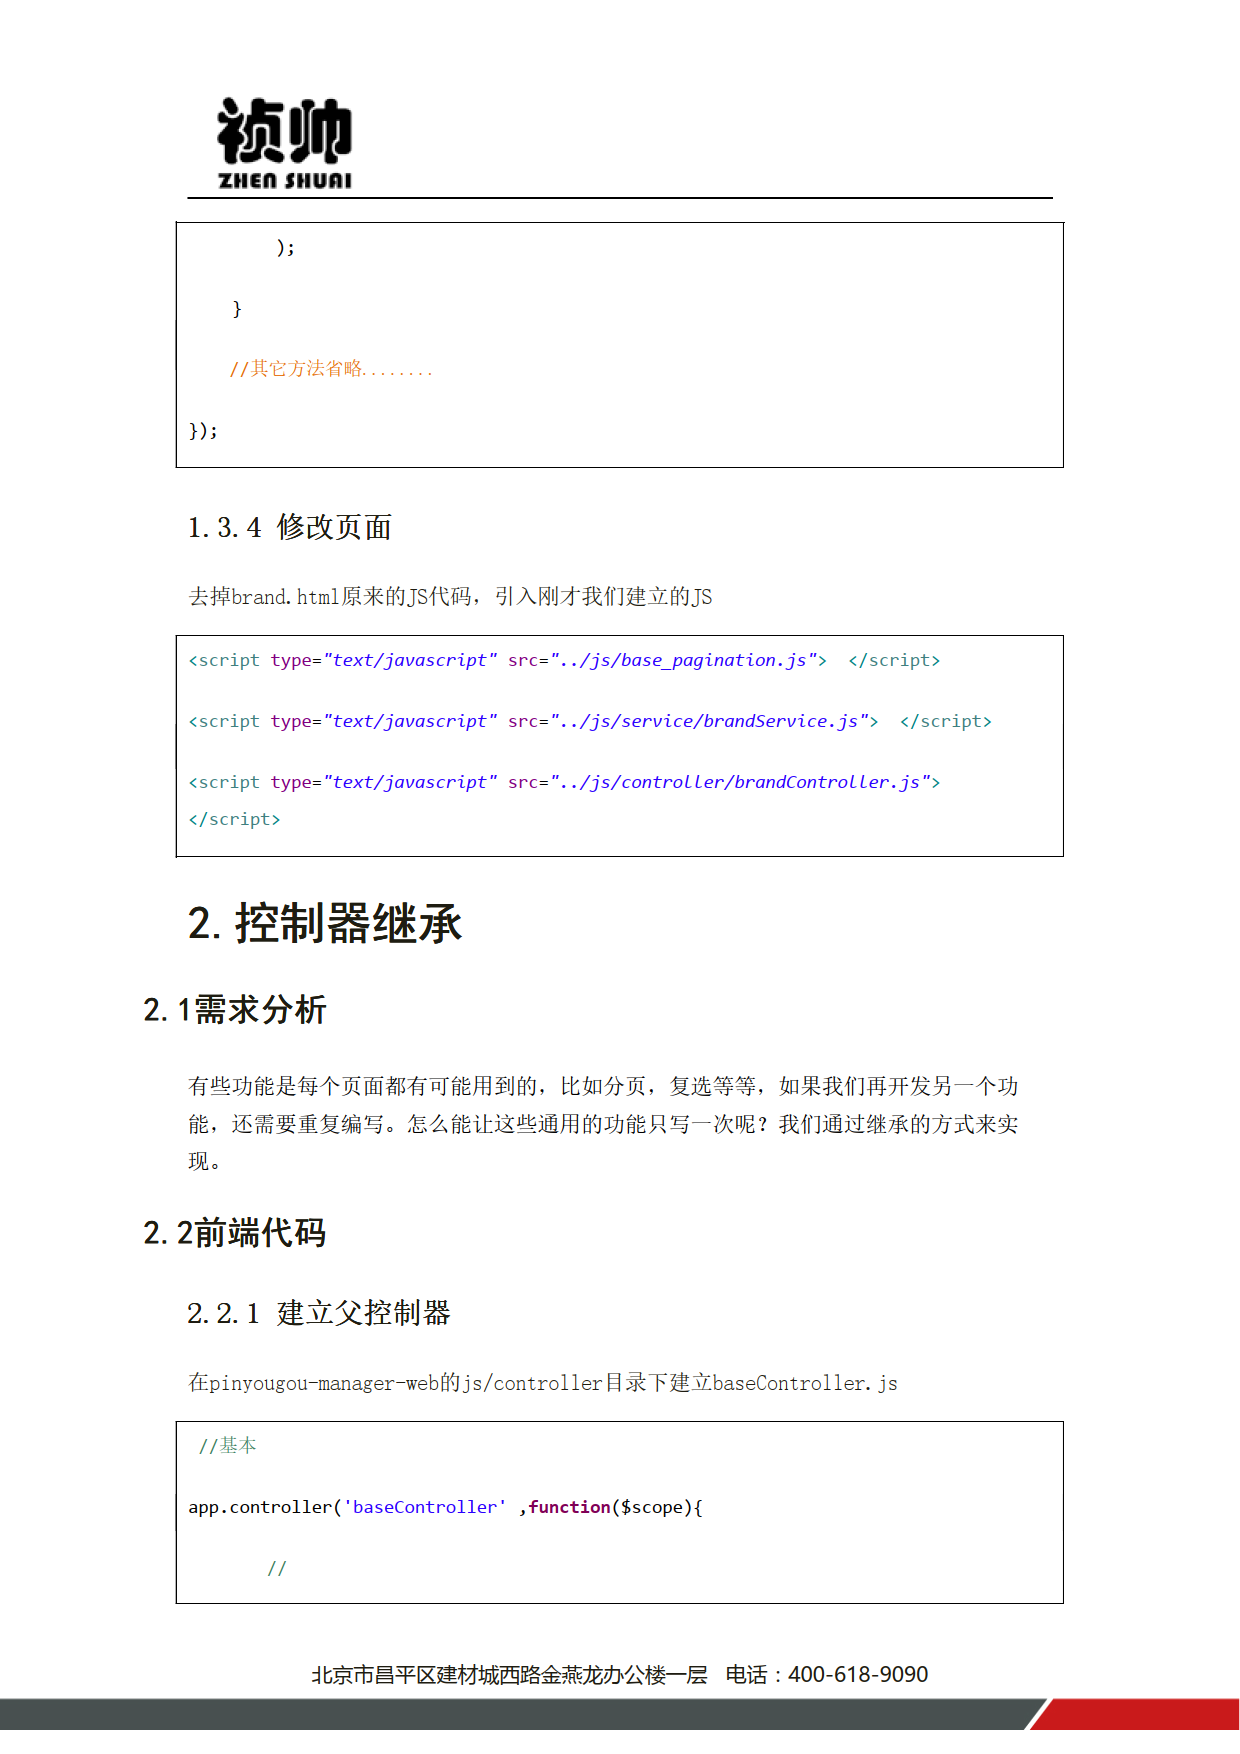 祯帅
ZHEN SHUAI
);
}
//其它方法省略........
});
1.3.4 修改页面
去掉brand.html原来的JS代码，引入刚才我们建立的JS
<script type="text/javascript" src="../js/base_pagination.js">  </script>
<script type="text/javascript" src="../js/service/brandService.js">  </script>
<script type="text/javascript" src="../js/controller/brandController.js">
</script>
2.控制器继承
2.1需求分析
有些功能是每个页面都有可能用到的，比如分页，复选等等，如果我们再开发另一个功
能，还需要重复编写。怎么能让这些通用的功能只写一次呢？我们通过继承的方式来实
现。
2.2前端代码
2.2.1 建立父控制器
在pinyougou-manager-web的js/controller目录下建立baseController.js
//基本
app.controller('baseController' ,function($scope){
//
北京市昌平区建材城西路金燕龙办公楼一层 电话：400-618-9090